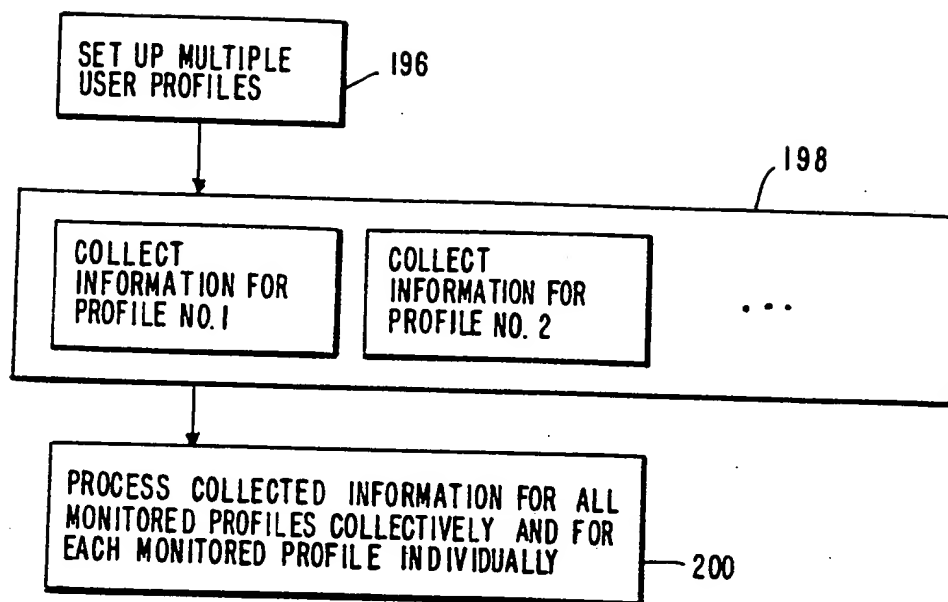 SET UP MULTIPLE
USER PROFILES
196
198
COLLECT
INFORMATION FOR
PROFILE NO. 1
COLLECT
INFORMATION FOR
PROFILE NO. 2
...
PROCESS COLLECTED INFORMATION FOR ALL
MONITORED PROFILES COLLECTIVELY AND FOR
EACH MONITORED PROFILE INDIVIDUALLY
200